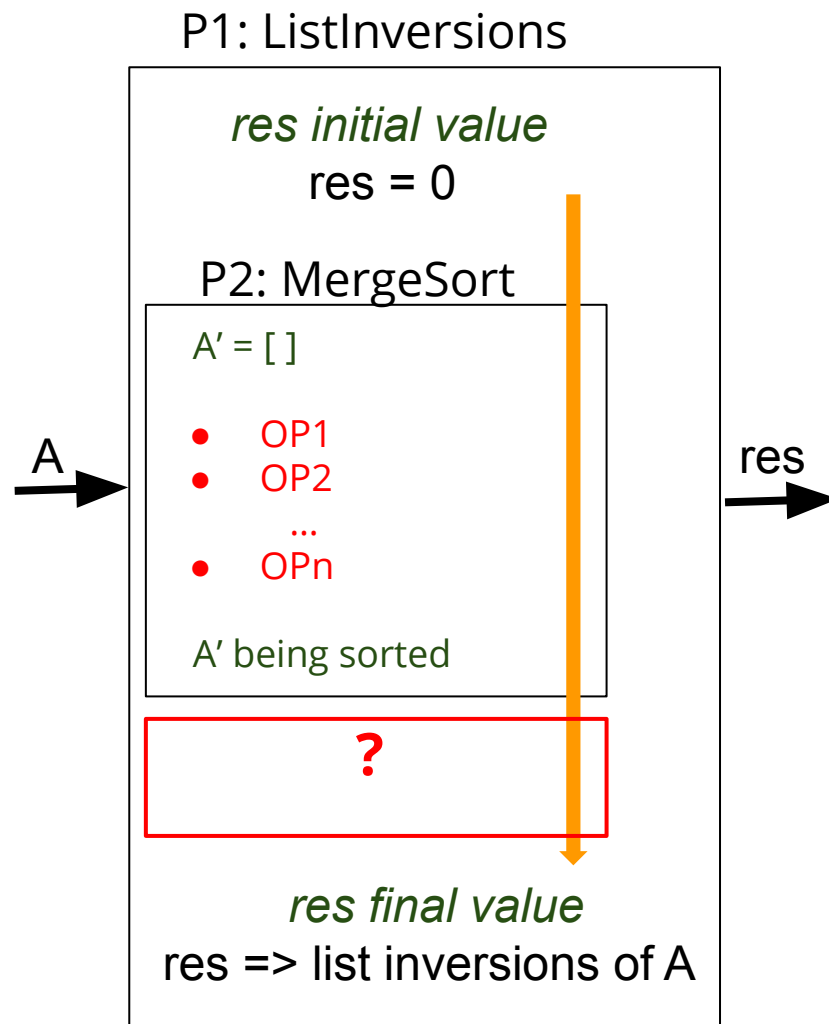 P1: ListInversions
res initial value
res = 0
P2: MergeSort
A’ = [ ]
● OP1
● OP2
...
● OPn
A’ being sorted
A
res
?
res final value
res => list inversions of A